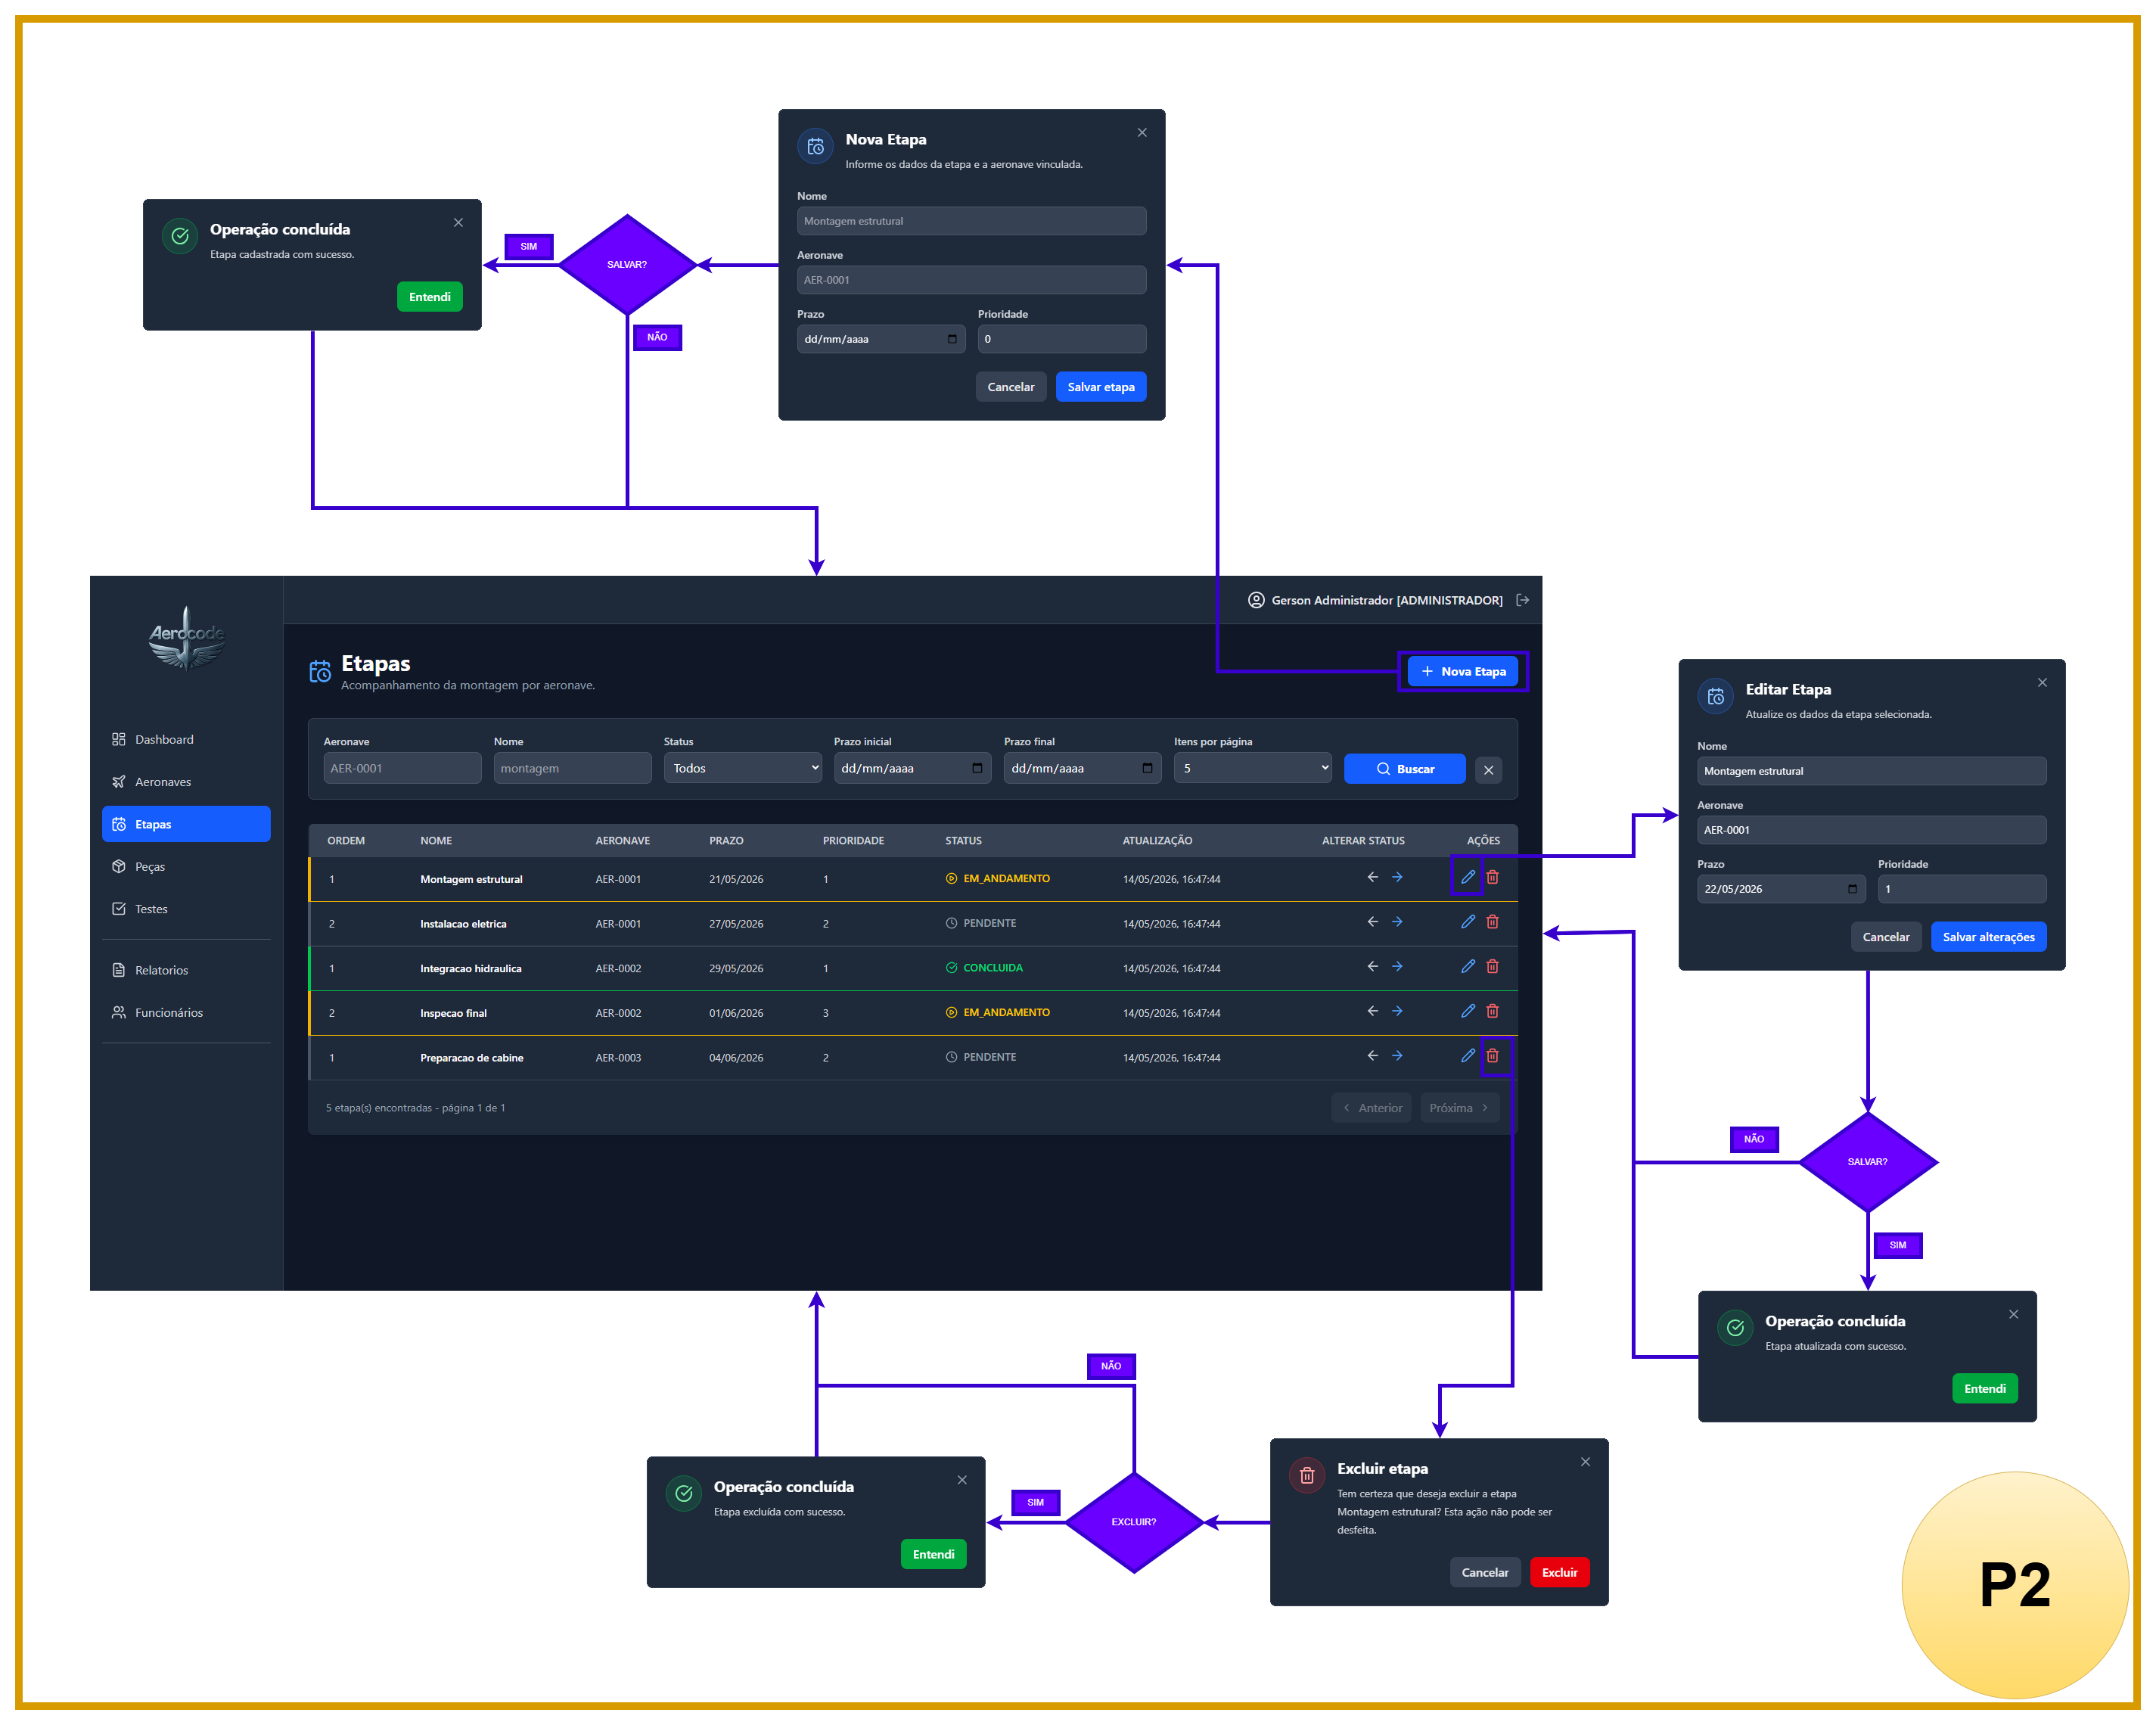 Nova Etapa
Informe os dados da etapa e a aeronave vinculada.
Nome
Montagem estrutural
Aeronave
AER-0001
Prazo Prioridade
dd/mm/aaaa 0
Cancelar Salvar etapa
Operação concluída
Etapa cadastrada com sucesso.
Entendi
SIM
SALVAR?
NÃO
Aerocode
Gerson Administrador [ADMINISTRADOR]
Dashboard
Aeronaves
Etapas
Peças
Testes
Relatorios
Funcionários
Etapas
Acompanhamento da montagem por aeronave.
Nova Etapa
Aeronave Nome Status Prazo inicial Prazo final Itens por página
AER-0001 montagem Todos dd/mm/aaaa dd/mm/aaaa 5 Buscar
ORDEM NOME AERONAVE PRAZO PRIORIDADE STATUS ATUALIZAÇÃO ALTERAR STATUS AÇÕES
1 Montagem estrutural AER-0001 21/05/2026 1 EM_ANDAMENTO 14/05/2026, 16:47:44
2 Instalacao eletrica AER-0001 27/05/2026 2 PENDENTE 14/05/2026, 16:47:44
1 Integracao hidraulica AER-0002 29/05/2026 1 CONCLUIDA 14/05/2026, 16:47:44
2 Inspecao final AER-0002 01/06/2026 3 EM_ANDAMENTO 14/05/2026, 16:47:44
1 Preparacao de cabine AER-0003 04/06/2026 2 PENDENTE 14/05/2026, 16:47:44
5 etapa(s) encontradas - página 1 de 1
Anterior Próxima
Editar Etapa
Atualize os dados da etapa selecionada.
Nome
Montagem estrutural
Aeronave
AER-0001
Prazo Prioridade
22/05/2026 1
Cancelar Salvar alterações
NÃO
SALVAR?
SIM
Operação concluída
Etapa atualizada com sucesso.
Entendi
NÃO
Excluir etapa
Tem certeza que deseja excluir a etapa
Montagem estrutural? Esta ação não pode ser
desfeita.
Cancelar Excluir
EXCLUIR?
SIM
Operação concluída
Etapa excluída com sucesso.
Entendi
P2